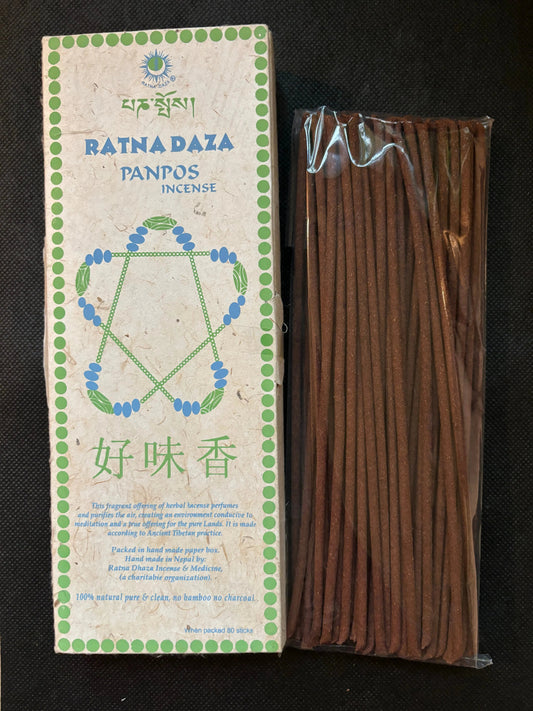 RATNA DAZA ®
པཎ་སྤོས།
RATNA DAZA
PANPOS
INCENSE
好味香
This fragrant offering of herbal incense perfumes
and purifies the air, creating an environment conducive to
meditation and a true offering for the pure Lands. It is made
according to Ancient Tibetan practice.
Packed in hand made paper box.
Hand made in Nepal by:
Ratna Dhaza Incense & Medicine,
(a charitable organization).
100% natural pure & clean, no bamboo no charcoal.
When packed 80 sticks